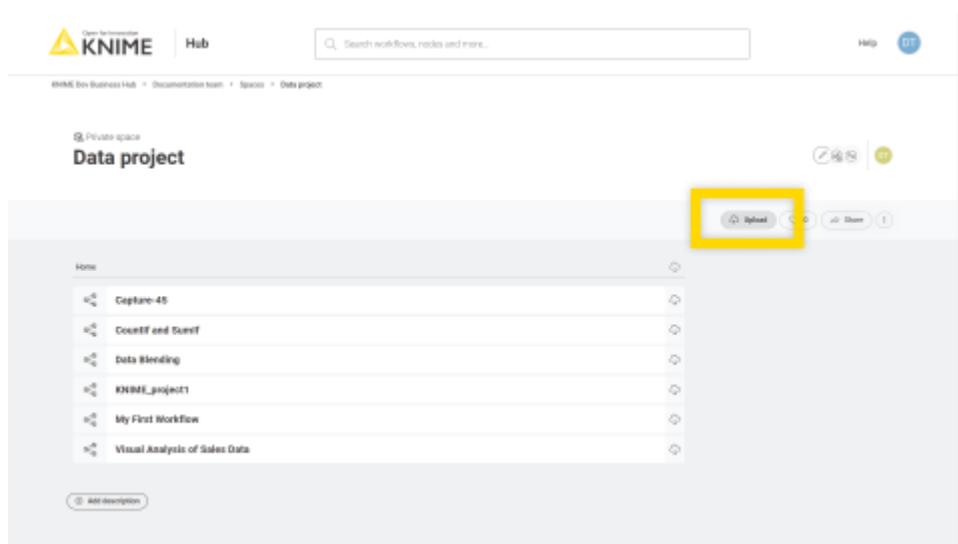 Open for Innovation
KNIME
Hub
Search workflows, nodes and more...
Help
DT
KNIME Dev Business Hub > Documentation team > Spaces > Data project
Private space
Data project
DT
Upload
0
Share
Home
Capture-45
Countif and Sumif
Data Blending
KNIME_project1
My First Workflow
Visual Analysis of Sales Data
Add description